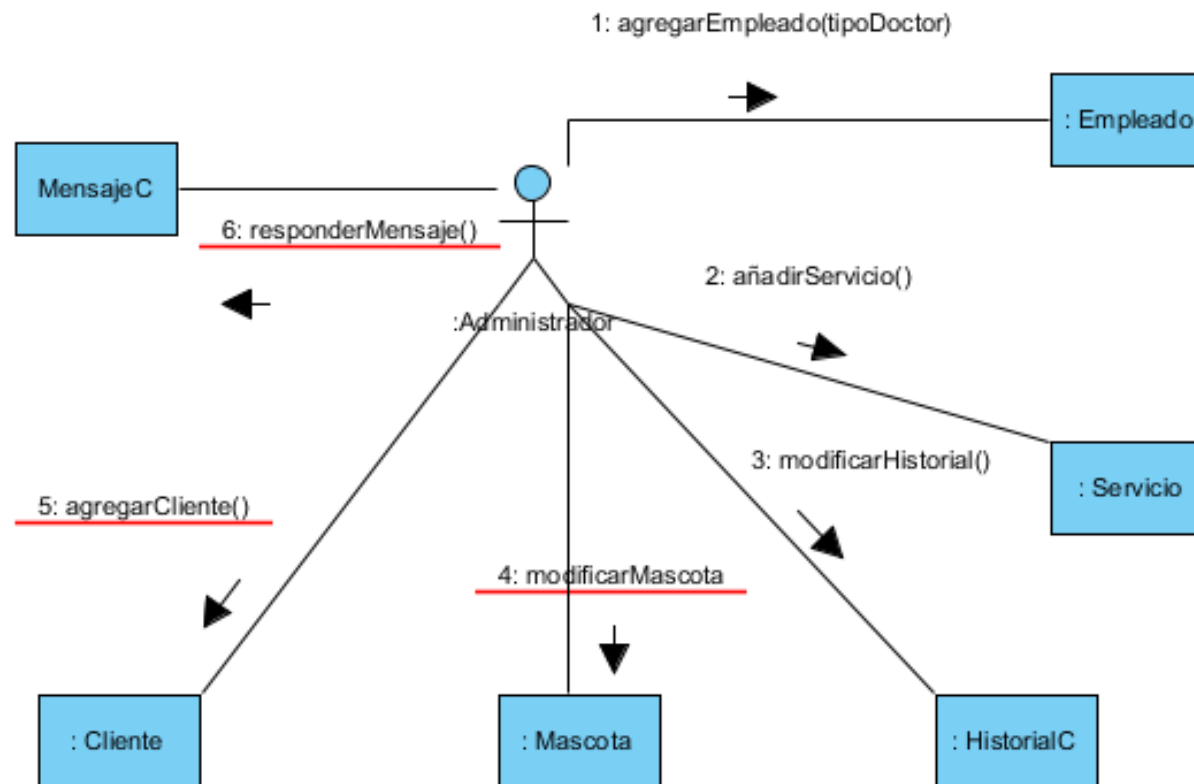 1: agregarEmpleado(tipoDoctor)
: Empleado
MensajeC
6: responderMensaje()
2: añadirServicio()
:Administrador
3: modificarHistorial()
: Servicio
5: agregarCliente()
4: modificarMascota
: Cliente
: Mascota
: HistorialC